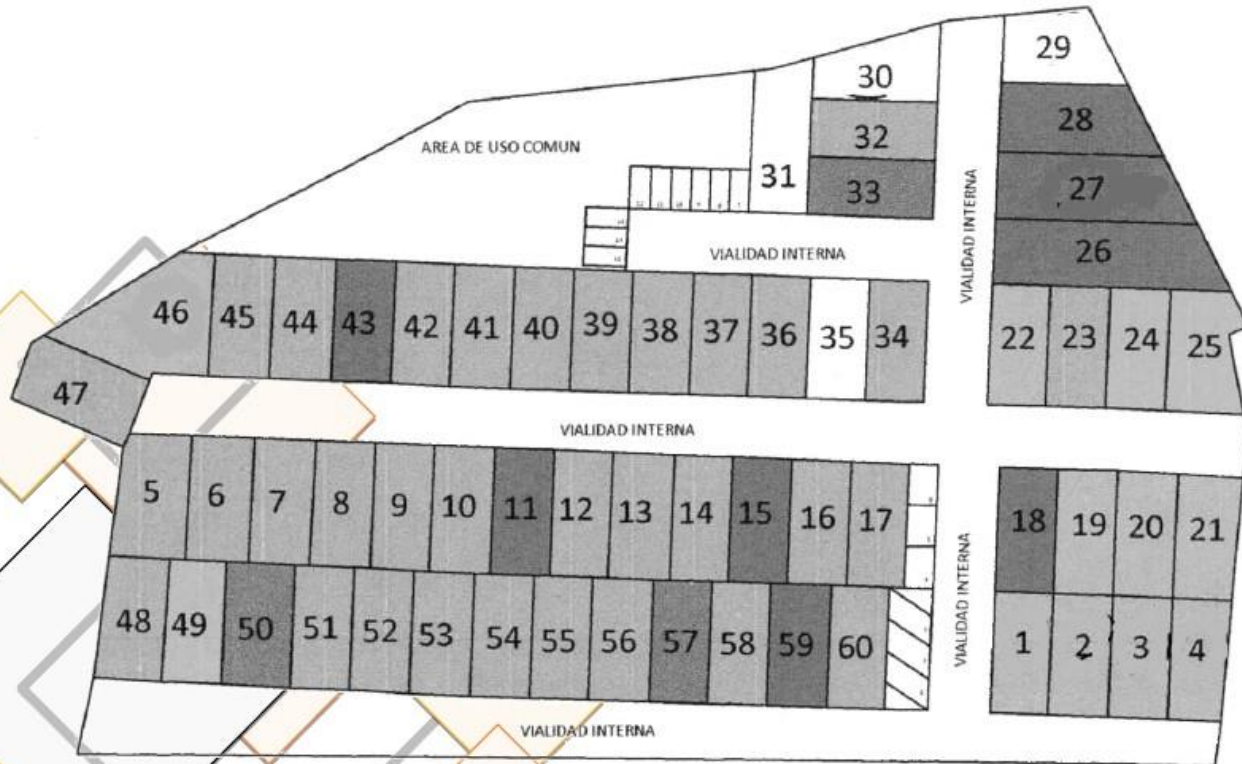 29
30
28
AREA DE USO COMUN
32
31
33
27
VIALIDAD INTERNA
VIALIDAD INTERNA
26
46 45 44 43 42 41 40 39 38 37 36 35 34
22 23 24 25
47
VIALIDAD INTERNA
5 6 7 8 9 10 11 12 13 14 15 16 17
18 19 20 21
VIALIDAD INTERNA
48 49 50 51 52 53 54 55 56 57 58 59 60
1 2 3 4
VIALIDAD INTERNA